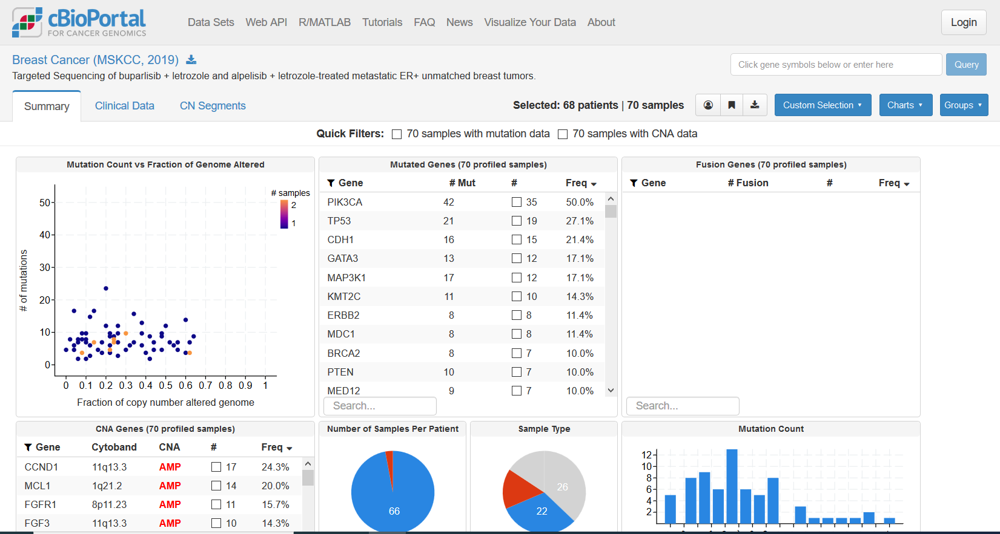 cBioPortal
FOR CANCER GENOMICS
Data Sets Web API R/MATLAB Tutorials FAQ News Visualize Your Data About
Login
Breast Cancer (MSKCC, 2019)
Click gene symbols below or enter here
Query
Targeted Sequencing of buparlisib + letrozole and alpelisib + letrozole-treated metastatic ER+ unmatched breast tumors.
Summary Clinical Data CN Segments
Selected: 68 patients | 70 samples
Custom Selection
Charts
Groups
Quick Filters: 70 samples with mutation data 70 samples with CNA data
Mutation Count vs Fraction of Genome Altered
# samples
2
1
50
40
30
20
10
0
# of mutations
0 0.1 0.2 0.3 0.4 0.5 0.6 0.7 0.8 0.9 1
Fraction of copy number altered genome
Mutated Genes (70 profiled samples)
Gene # Mut # Freq
PIK3CA 42 35 50.0%
TP53 21 19 27.1%
CDH1 16 15 21.4%
GATA3 13 12 17.1%
MAP3K1 17 12 17.1%
KMT2C 11 10 14.3%
ERBB2 8 8 11.4%
MDC1 8 8 11.4%
BRCA2 8 7 10.0%
PTEN 10 7 10.0%
MED12 9 7 10.0%
Search...
Fusion Genes (70 profiled samples)
Gene # Fusion # Freq
Search...
CNA Genes (70 profiled samples)
Gene Cytoband CNA # Freq
CCND1 11q13.3 AMP 17 24.3%
MCL1 1q21.2 AMP 14 20.0%
FGFR1 8p11.23 AMP 11 15.7%
FGF3 11q13.3 AMP 10 14.3%
Number of Samples Per Patient
66
Sample Type
26
22
Mutation Count
12
10
8
6
4
2